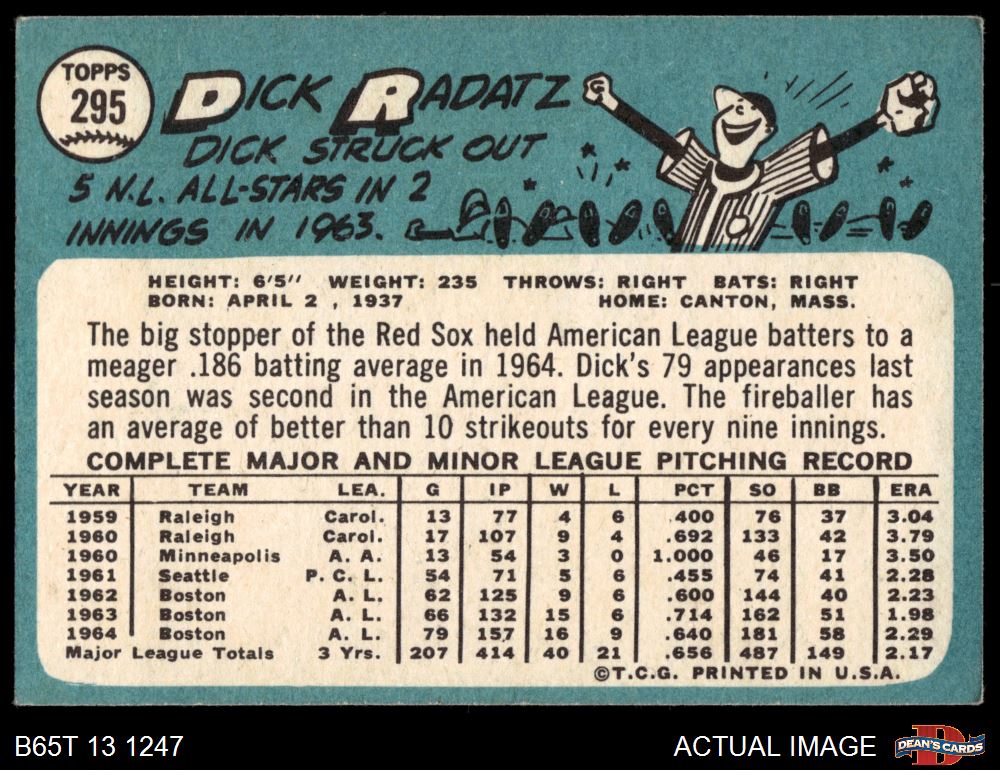 TOPPS
295
DICK RADATZ
DICK STRUCK OUT
5 N.L. ALL-STARS IN 2
INNINGS IN 1963.
HEIGHT: 6'5" WEIGHT: 235 THROWS: RIGHT BATS: RIGHT
BORN: APRIL 2 , 1937 HOME: CANTON, MASS.
The big stopper of the Red Sox held American League batters to a
meager .186 batting average in 1964. Dick's 79 appearances last
season was second in the American League. The fireballer has
an average of better than 10 strikeouts for every nine innings.
COMPLETE MAJOR AND MINOR LEAGUE PITCHING RECORD
YEAR TEAM LEA. G IP W L PCT SO BB ERA
1959 Raleigh Carol. 13 77 4 6 .400 76 37 3.04
1960 Raleigh Carol. 17 107 9 4 .692 133 42 3.79
1960 Minneapolis A. A. 13 54 3 0 1.000 46 17 3.50
1961 Seattle P. C. L. 54 71 5 6 .455 74 41 2.28
1962 Boston A. L. 62 125 9 6 .600 144 40 2.23
1963 Boston A. L. 66 132 15 6 .714 162 51 1.98
1964 Boston A. L. 79 157 16 9 .640 181 58 2.29
Major League Totals 3 Yrs. 207 414 40 21 .656 487 149 2.17
©T.C.G. PRINTED IN U.S.A.
B65T 13 1247 ACTUAL IMAGE
DEAN'S CARDS